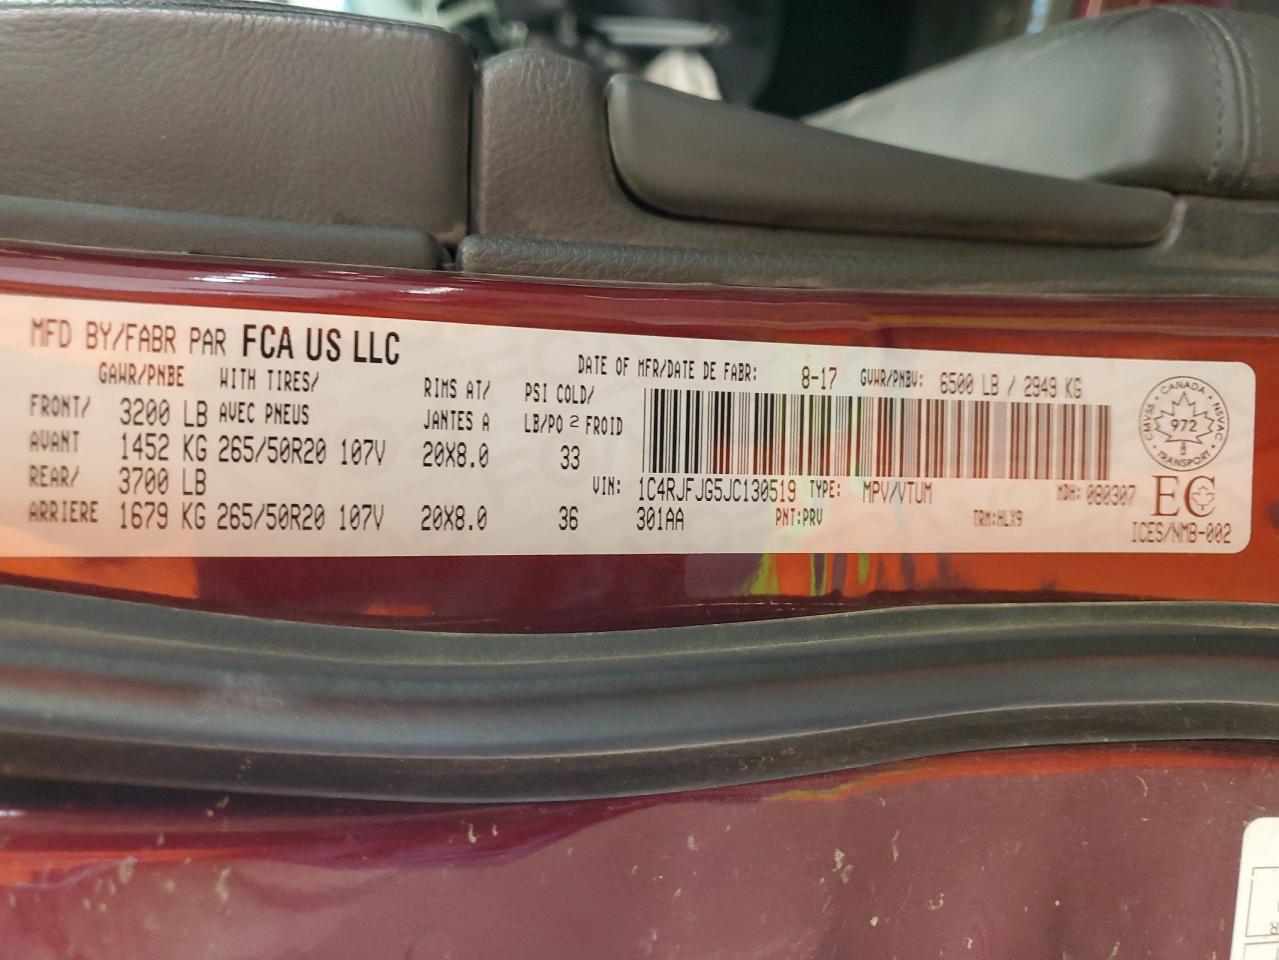 MFD BY/FABR PAR FCA US LLC
DATE OF MFR/DATE DE FABR: 8-17 GVWR/PNBV: 6500 LB / 2949 KG
GAWR/PNBE WITH TIRES/ RIMS AT/ PSI COLD/
FRONT/ 3200 LB AVEC PNEUS JANTES A LB/PO 2 FROID
AVANT 1452 KG 265/50R20 107V 20X8.0 33
REAR/ 3700 LB
ARRIERE 1679 KG 265/50R20 107V 20X8.0 36
VIN: 1C4RJFJG5JC130519 TYPE: MPV/VTUM MDH: 080307
301AA PNT:PRV TRM:HLX9
CANADA
CMVSS NSVAC
972
TRANSPORT
EC
ICES/NMB-002